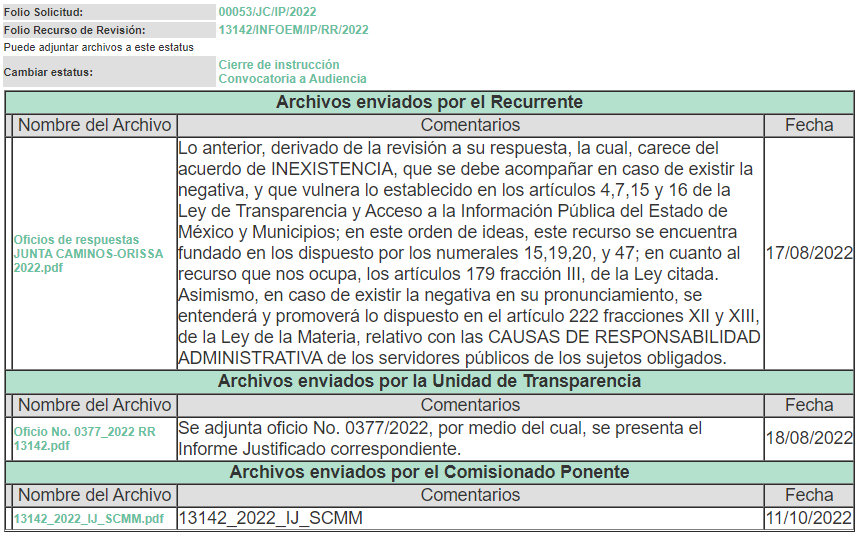 Folio Solicitud: 00053/JC/IP/2022
Folio Recurso de Revisión: 13142/INFOEM/IP/RR/2022
Puede adjuntar archivos a este estatus
Cambiar estatus: Cierre de instrucción
Convocatoria a Audiencia
Archivos enviados por el Recurrente
Nombre del Archivo Comentarios Fecha
Oficios de respuestas
JUNTA CAMINOS-ORISSA
2022.pdf
Lo anterior, derivado de la revisión a su respuesta, la cual, carece del
acuerdo de INEXISTENCIA, que se debe acompañar en caso de existir la
negativa, y que vulnera lo establecido en los artículos 4,7,15 y 16 de la
Ley de Transparencia y Acceso a la Información Pública del Estado de
México y Municipios; en este orden de ideas, este recurso se encuentra
fundado en los dispuesto por los numerales 15,19,20, y 47; en cuanto al
recurso que nos ocupa, los artículos 179 fracción III, de la Ley citada.
Asimismo, en caso de existir la negativa en su pronunciamiento, se
entenderá y promoverá lo dispuesto en el artículo 222 fracciones XII y XIII,
de la Ley de la Materia, relativo con las CAUSAS DE RESPONSABILIDAD
ADMINISTRATIVA de los servidores públicos de los sujetos obligados.
17/08/2022
Archivos enviados por la Unidad de Transparencia
Nombre del Archivo Comentarios Fecha
Oficio No. 0377_2022 RR
13142.pdf
Se adjunta oficio No. 0377/2022, por medio del cual, se presenta el
Informe Justificado correspondiente.
18/08/2022
Archivos enviados por el Comisionado Ponente
Nombre del Archivo Comentarios Fecha
13142_2022_IJ_SCMM.pdf 13142_2022_IJ_SCMM 11/10/2022